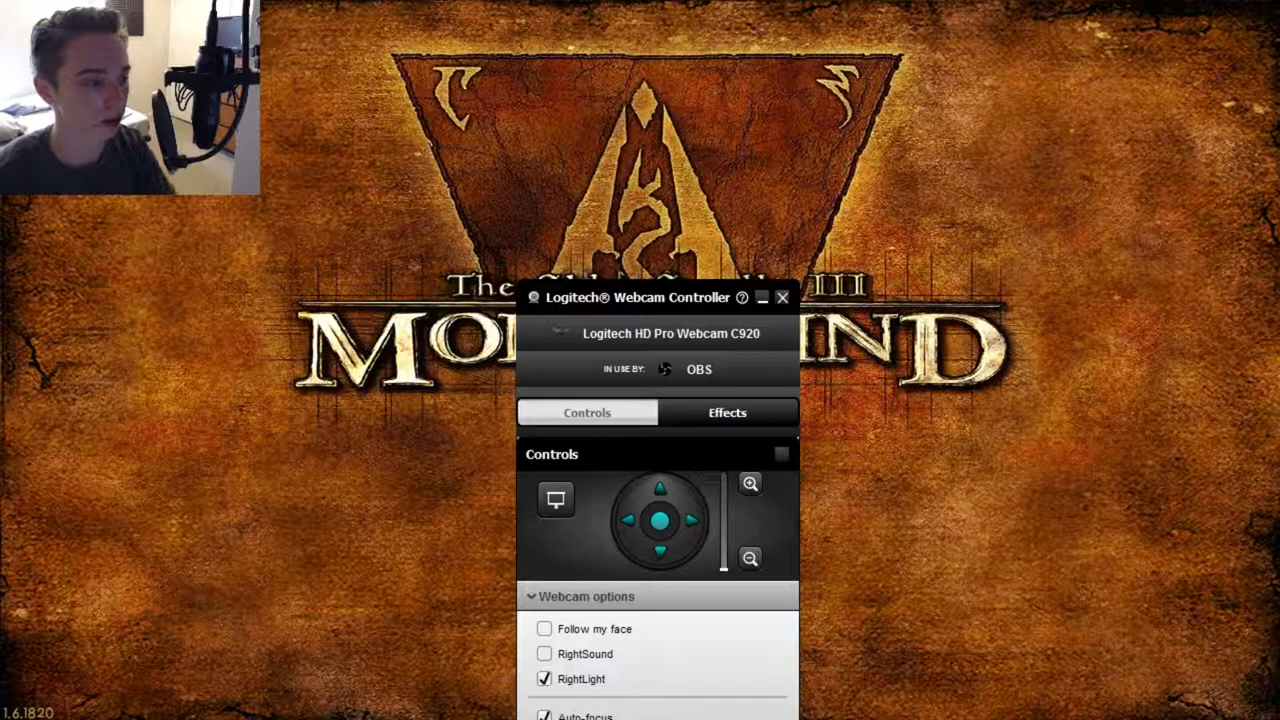 The
III
MO
IND
Logitech® Webcam Controller
Logitech HD Pro Webcam C920
IN USE BY: OBS
Controls Effects
Controls
Webcam options
Follow my face
RightSound
RightLight
Auto-focus
1.6.1820